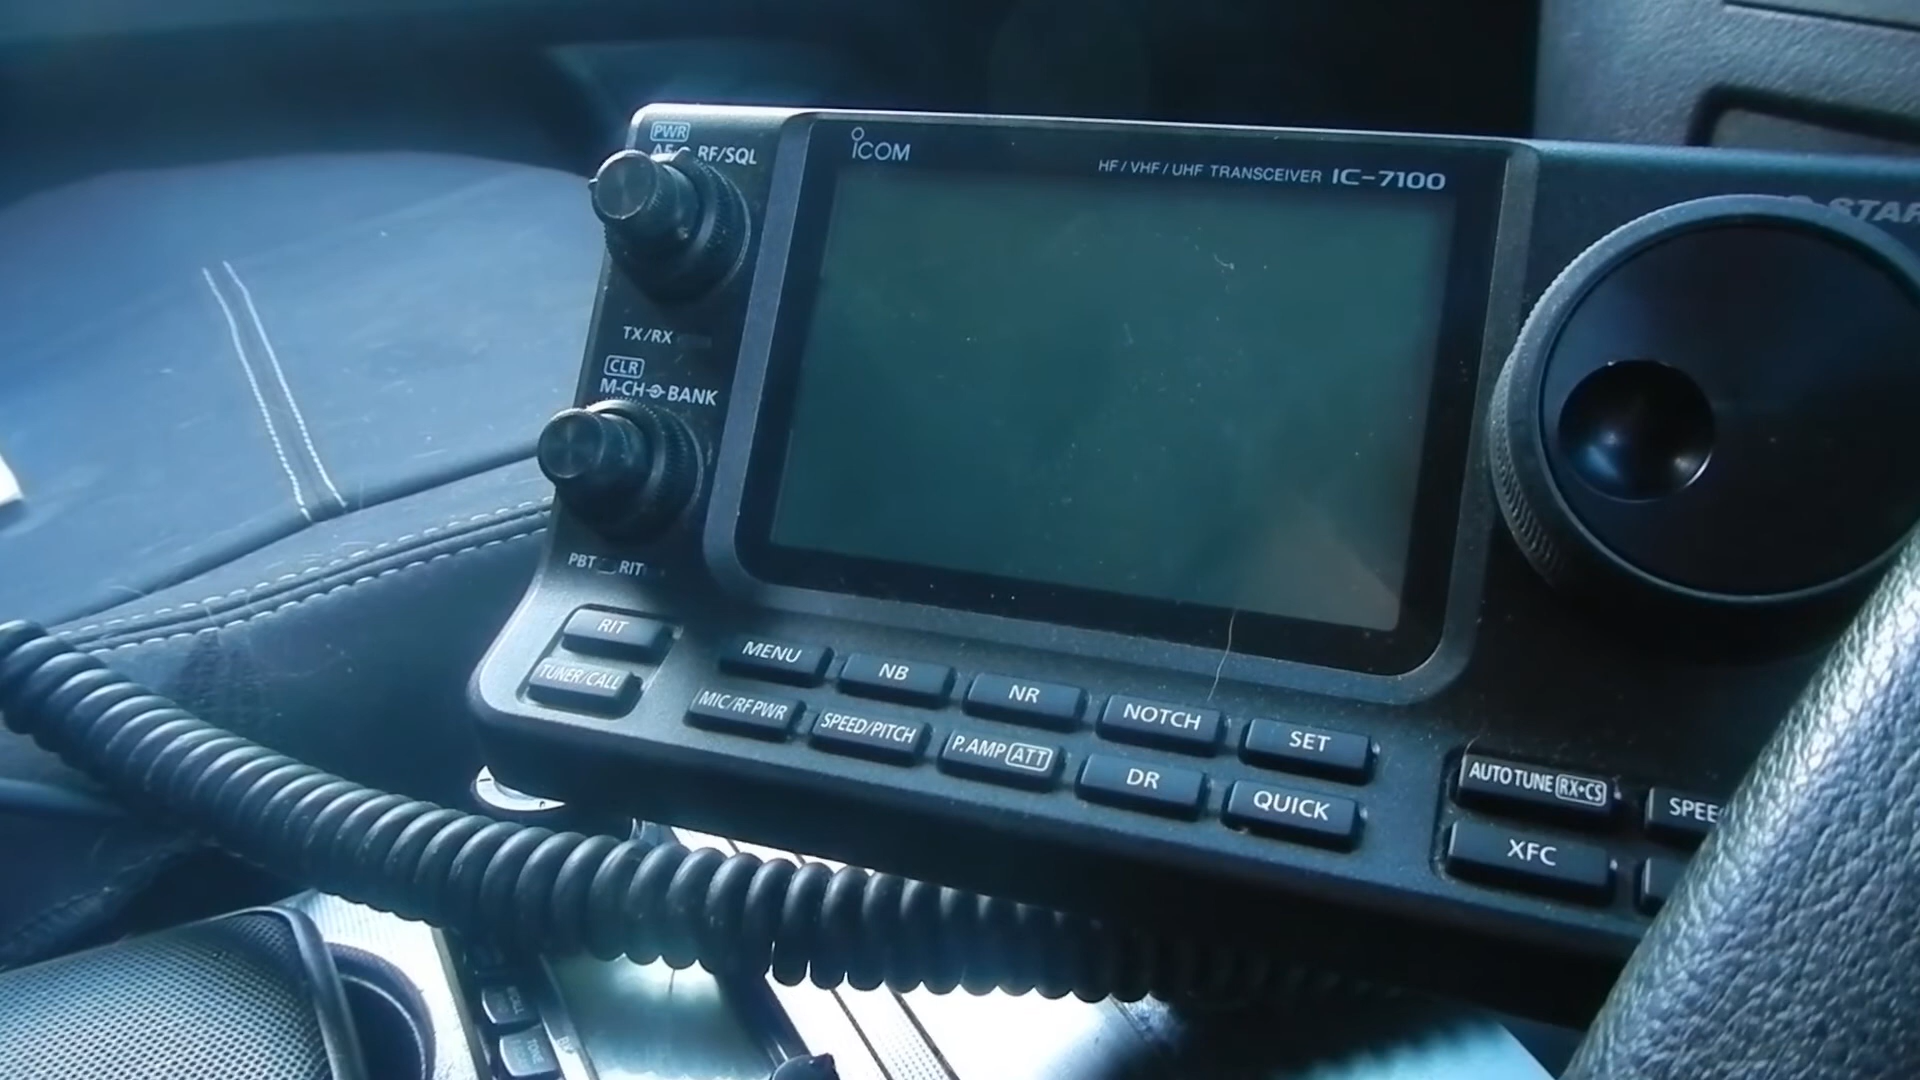 PWR
AF RF/SQL
ICOM
HF/VHF/UHF TRANSCEIVER IC-7100
STAR
TX/RX
CLR
M-CH BANK
PBT RIT
RIT
TUNER/CALL
MENU
NB
NR
NOTCH
SET
MIC/RF PWR
SPEED/PITCH
P.AMP ATT
DR
QUICK
AUTO TUNE RX→CS
SPEE
XFC
TONE